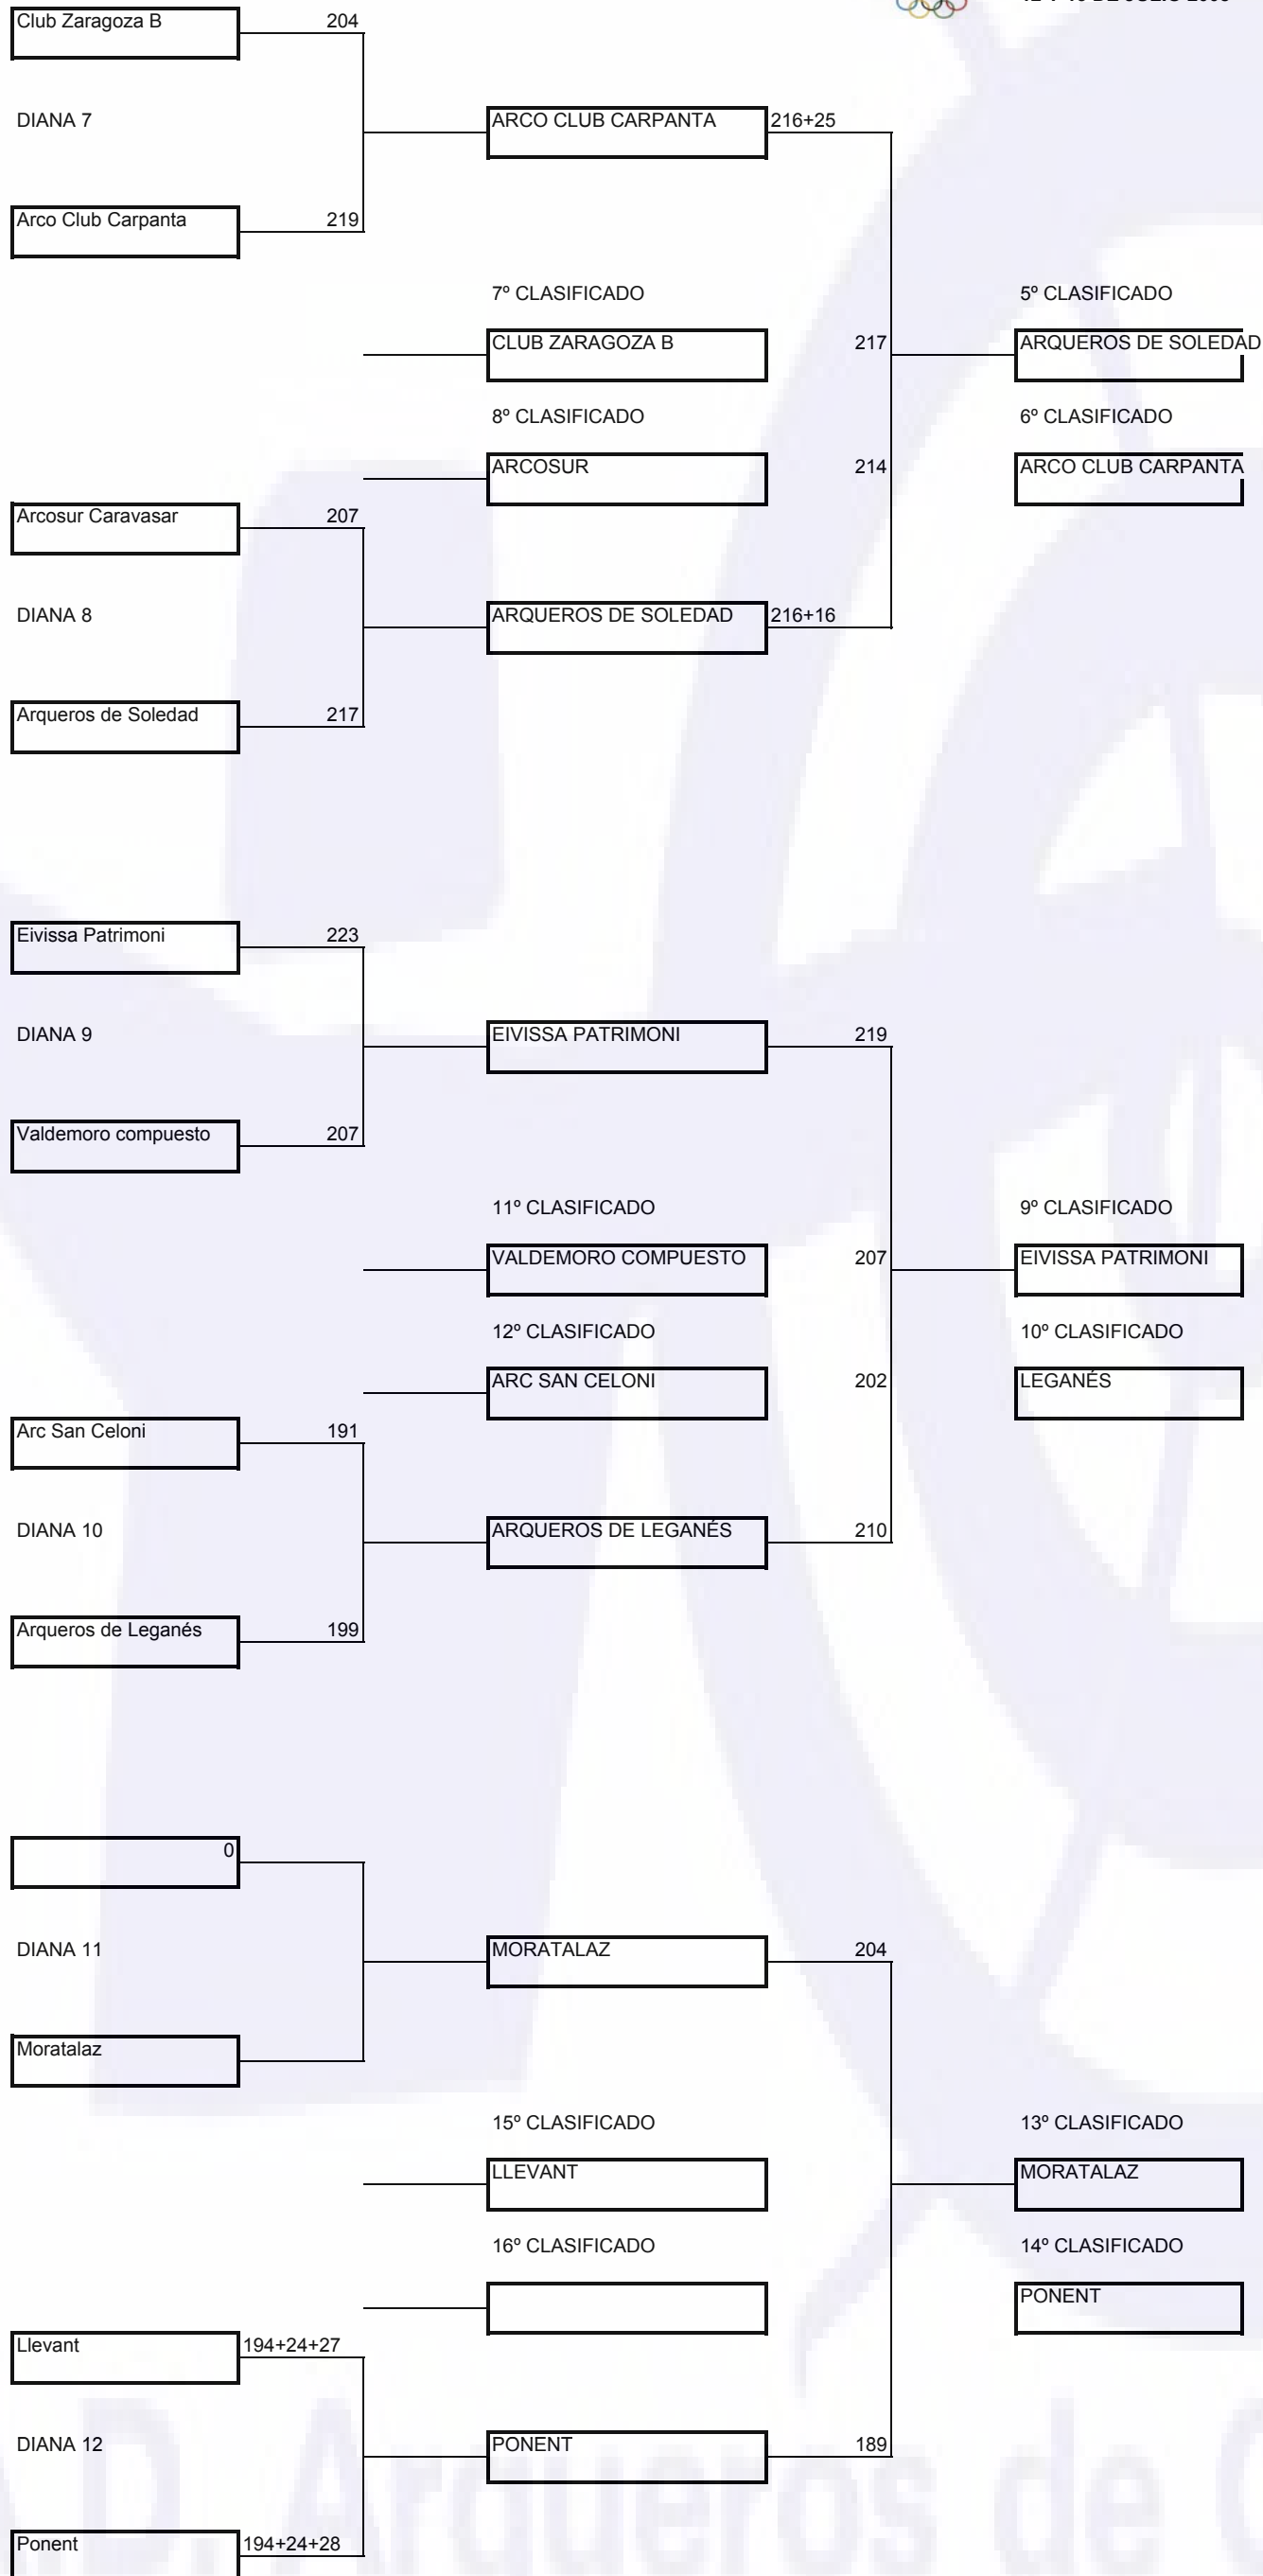 Club Zaragoza B 204
DIANA 7
ARCO CLUB CARPANTA 216+25
Arco Club Carpanta 219
7º CLASIFICADO 5º CLASIFICADO
CLUB ZARAGOZA B 217 ARQUEROS DE SOLEDAD
8º CLASIFICADO 6º CLASIFICADO
ARCOSUR 214 ARCO CLUB CARPANTA
Arcosur Caravasar 207
DIANA 8
ARQUEROS DE SOLEDAD 216+16
Arqueros de Soledad 217
Eivissa Patrimoni 223
DIANA 9
EIVISSA PATRIMONI 219
Valdemoro compuesto 207
11º CLASIFICADO 9º CLASIFICADO
VALDEMORO COMPUESTO 207 EIVISSA PATRIMONI
12º CLASIFICADO 10º CLASIFICADO
ARC SAN CELONI 202 LEGANÉS
Arc San Celoni 191
DIANA 10
ARQUEROS DE LEGANÉS 210
Arqueros de Leganés 199
0
DIANA 11
MORATALAZ 204
Moratalaz
15º CLASIFICADO 13º CLASIFICADO
LLEVANT MORATALAZ
16º CLASIFICADO 14º CLASIFICADO
PONENT
Llevant 194+24+27
DIANA 12
PONENT 189
Ponent 194+24+28
D. Arqueros de